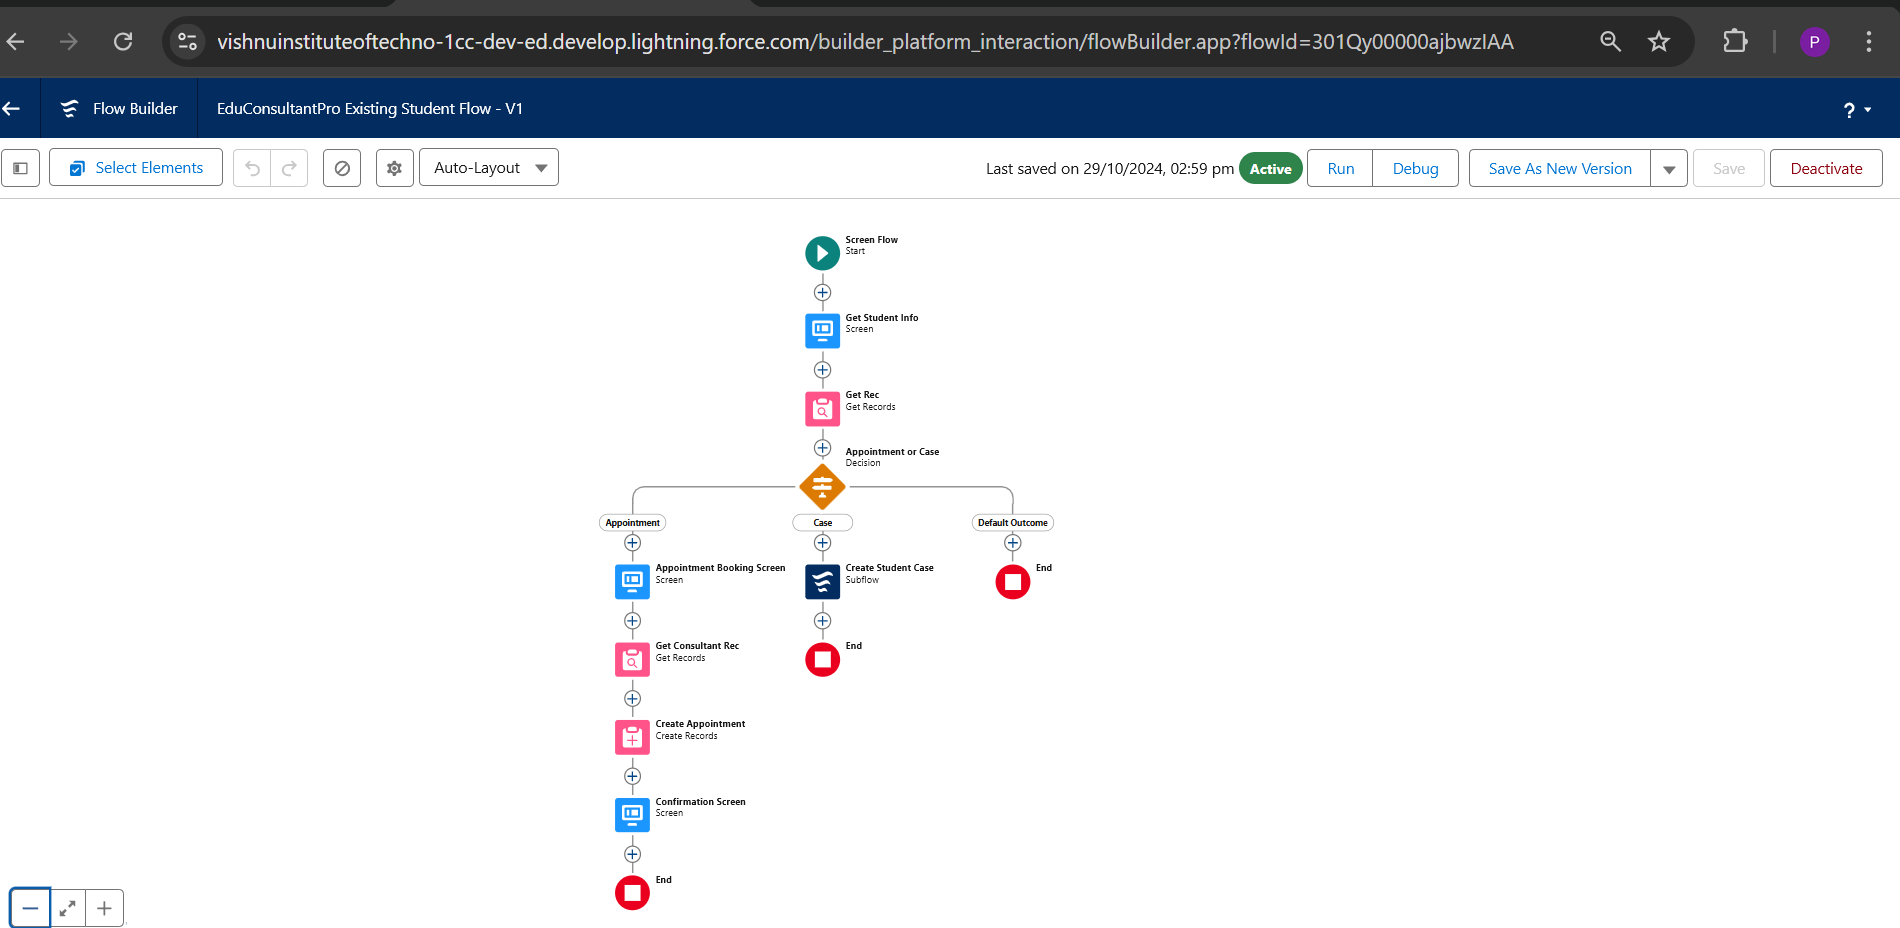 vishnuinstituteoftechno-1cc-dev-ed.develop.lightning.force.com/builder_platform_interaction/flowBuilder.app?flowId=301Qy00000ajbwzIAA
P
Flow Builder
EduConsultantPro Existing Student Flow - V1
?
Select Elements
Auto-Layout
Last saved on 29/10/2024, 02:59 pm
Active
Run
Debug
Save As New Version
Save
Deactivate
Screen Flow
Start
Get Student Info
Screen
Get Rec
Get Records
Appointment or Case
Decision
Appointment
Case
Default Outcome
Appointment Booking Screen
Screen
Create Student Case
Subflow
End
Get Consultant Rec
Get Records
End
Create Appointment
Create Records
Confirmation Screen
Screen
End